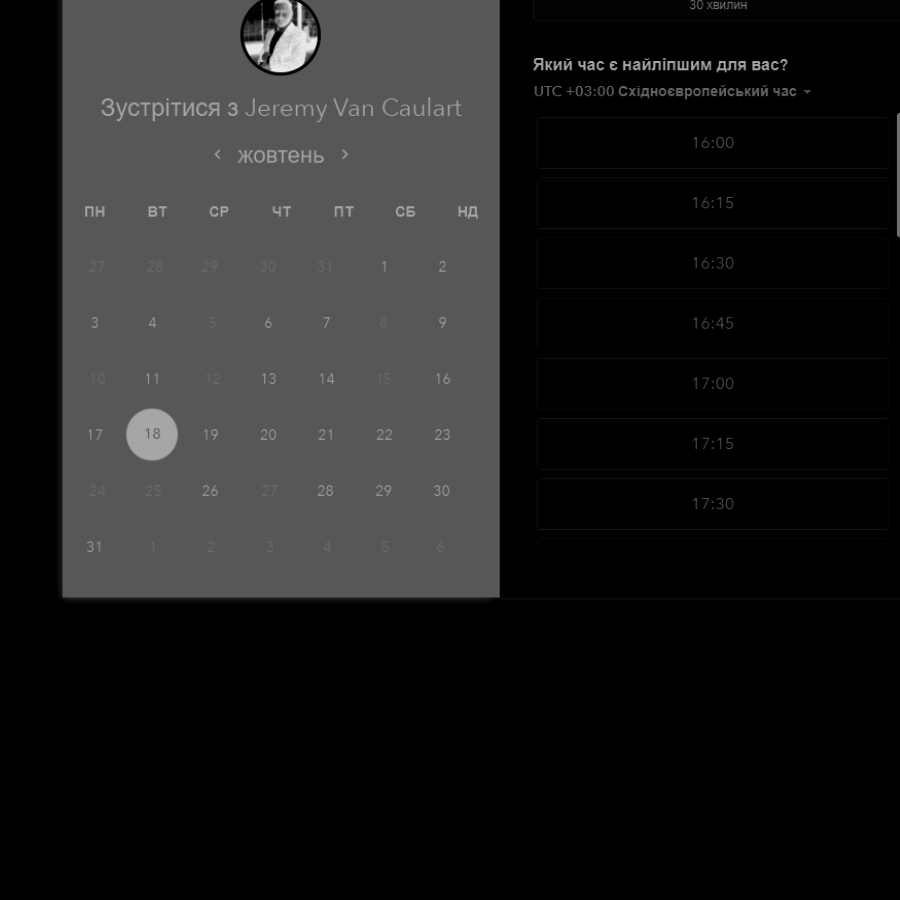 Зустрітися з Jeremy Van Caulart
жовтень
ПН ВТ СР ЧТ ПТ СБ НД
27 28 29 30 31 1 2
3 4 5 6 7 8 9
10 11 12 13 14 15 16
17 18 19 20 21 22 23
24 25 26 27 28 29 30
31 1 2 3 4 5 6
30 хвилин
Який час є найліпшим для вас?
UTC +03:00 Східноєвропейський час
16:00
16:15
16:30
16:45
17:00
17:15
17:30